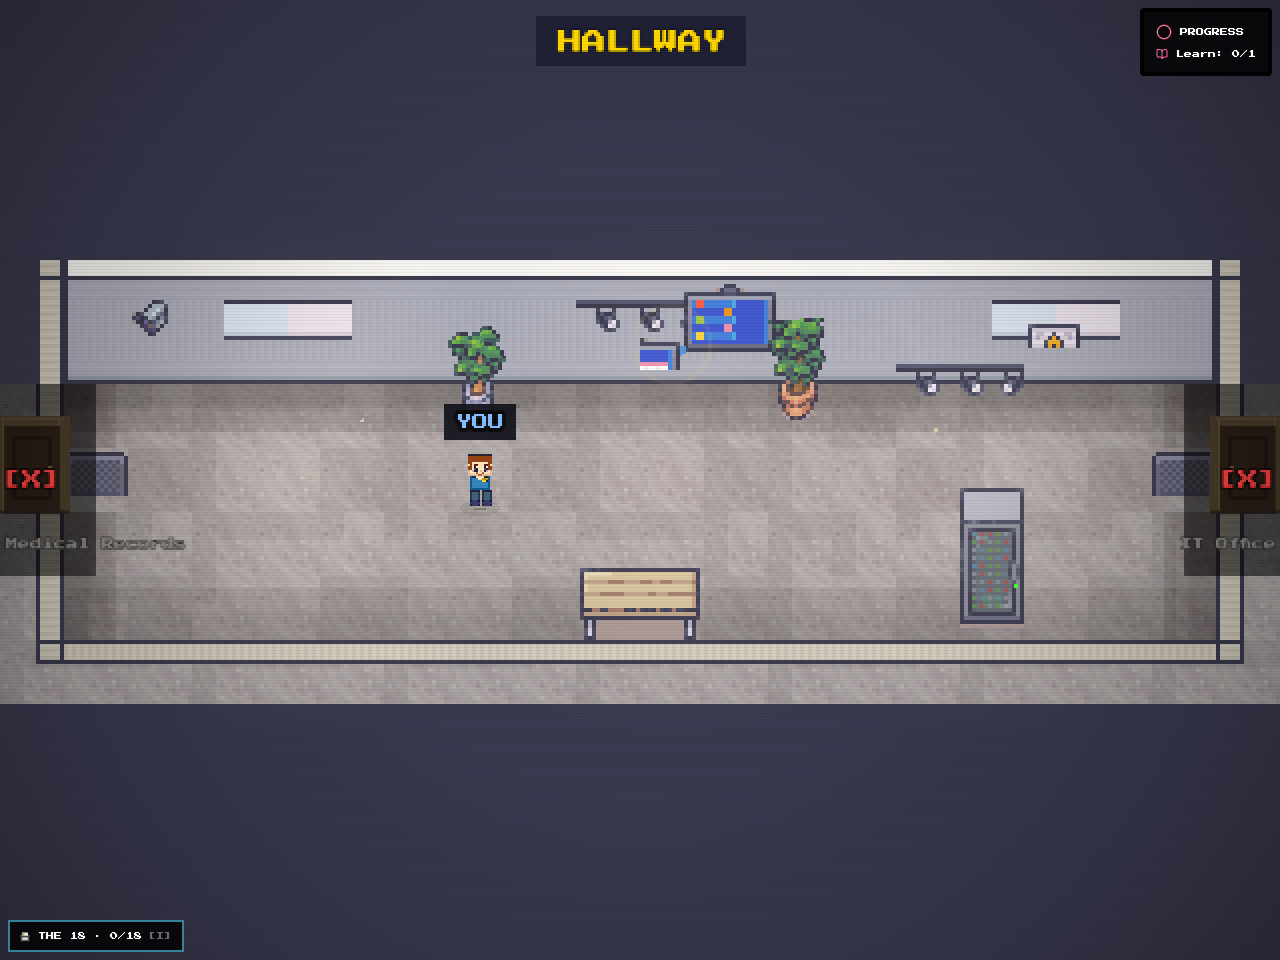 HALLWAY
PROGRESS
Learn: 0/1
YOU
[X]
[X]
Medical Records
IT Office
THE 18 · 0/18 [I]